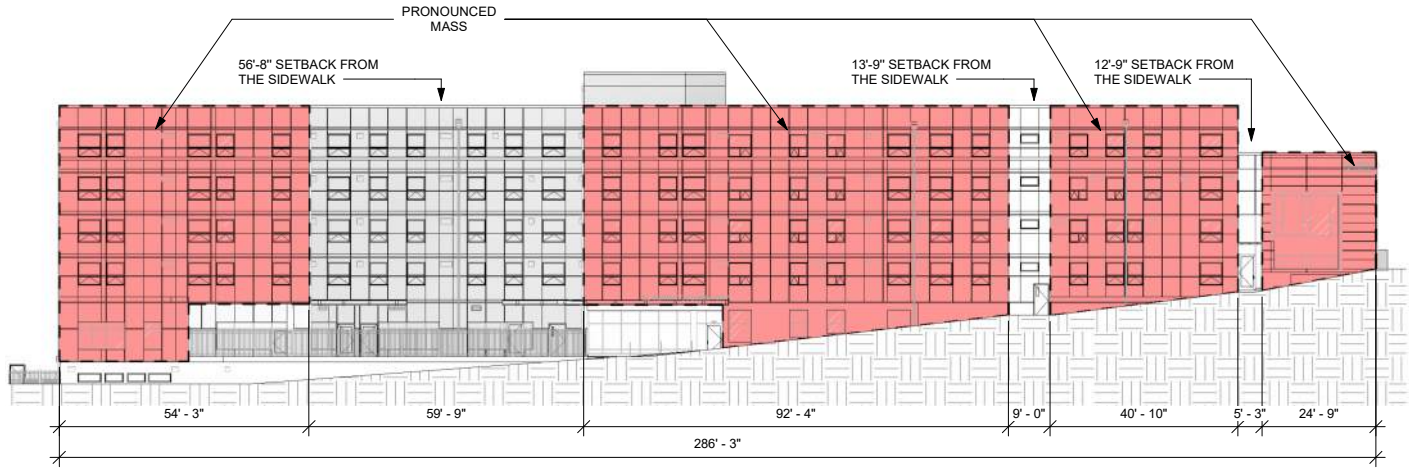 PRONOUNCED
MASS
56'-8" SETBACK FROM
THE SIDEWALK
13'-9" SETBACK FROM
THE SIDEWALK
12'-9" SETBACK FROM
THE SIDEWALK
54' - 3"
59' - 9"
92' - 4"
9' - 0"
40' - 10"
5' - 3"
24' - 9"
286' - 3"